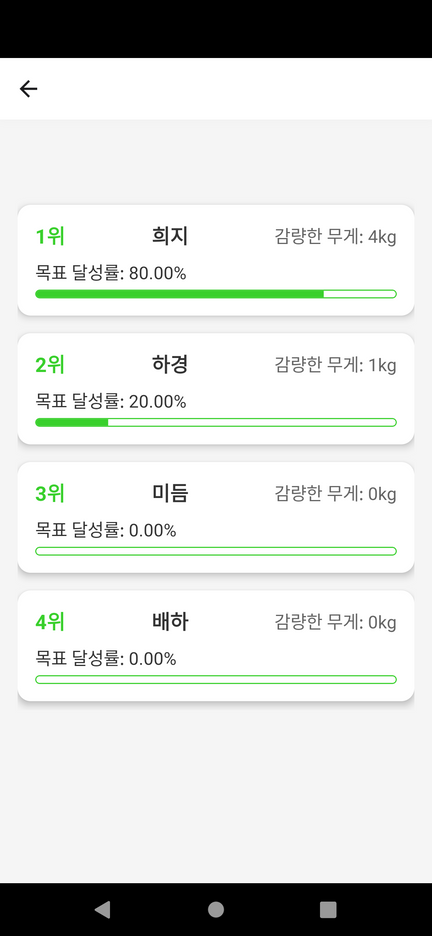 1위 희지 감량한 무게: 4kg
목표 달성률: 80.00%
2위 하경 감량한 무게: 1kg
목표 달성률: 20.00%
3위 미듬 감량한 무게: 0kg
목표 달성률: 0.00%
4위 배하 감량한 무게: 0kg
목표 달성률: 0.00%